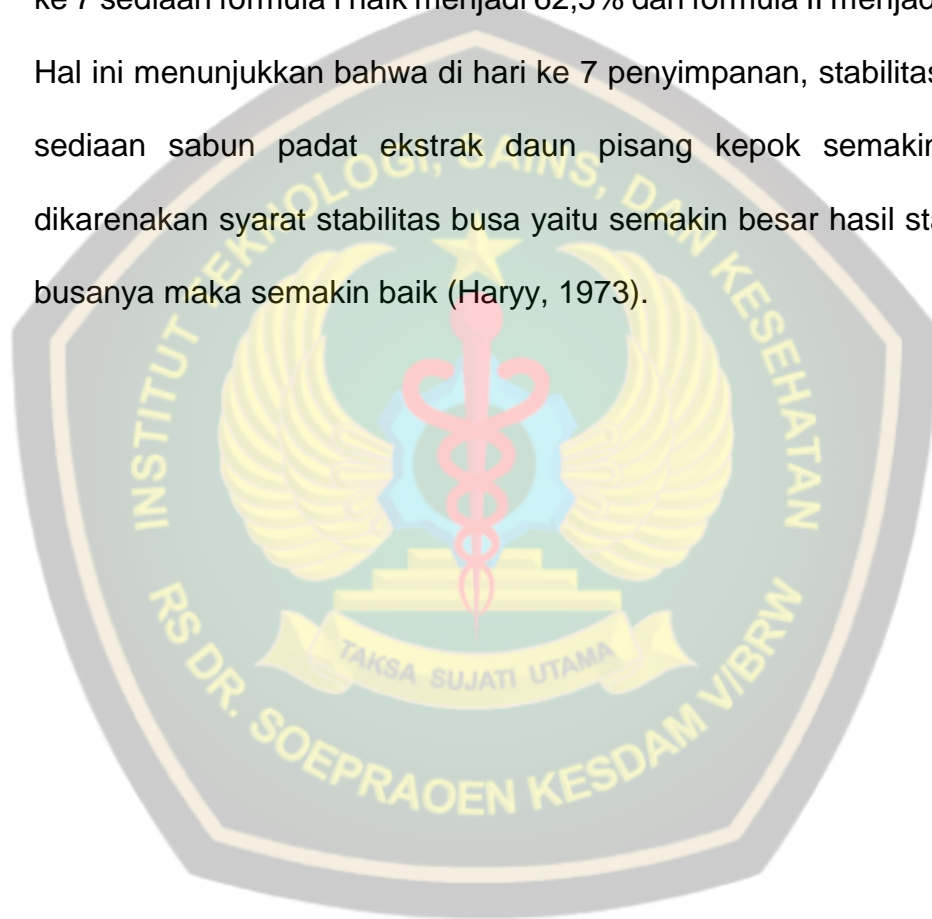 ke 7 sediaan formula I naik menjadi 62,5% dan formula II menjadi
Hal ini menunjukkan bahwa di hari ke 7 penyimpanan, stabilitas
sediaan sabun padat ekstrak daun pisang kepok semakin
dikarenakan syarat stabilitas busa yaitu semakin besar hasil
busanya maka semakin baik (Haryy, 1973).
INSTITUT TEKNOLOGI, SAINS, DAN KESEHATAN
TAKSA SUJATI UTAMA
RS DR. SOEPRAOEN KESDAM V/BRW